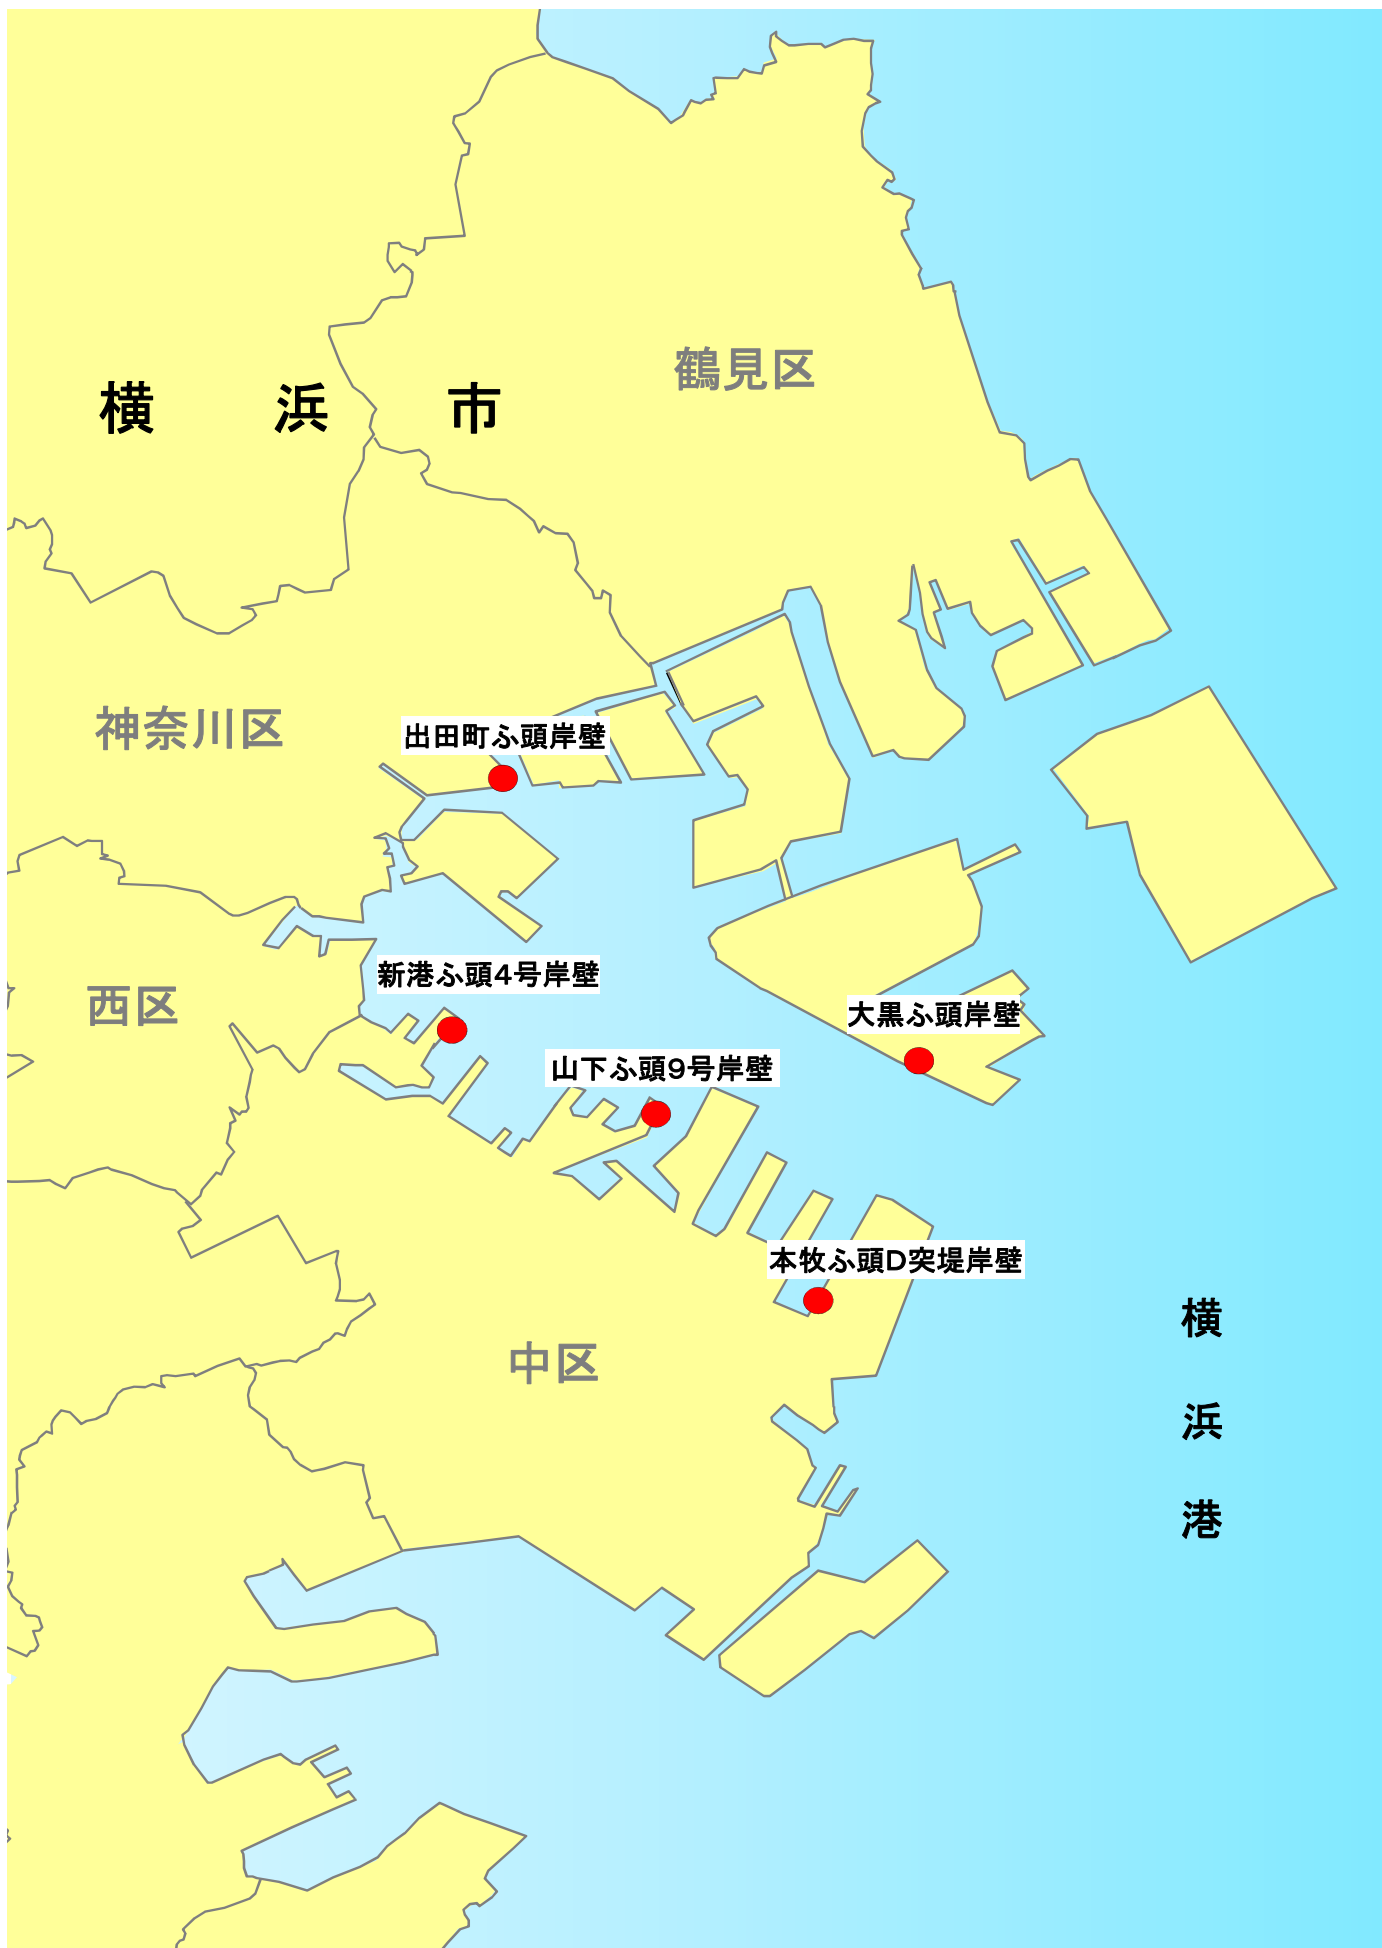 鶴見区
横浜市
神奈川区
出田町ふ頭岸壁
新港ふ頭4号岸壁
西区
大黒ふ頭岸壁
山下ふ頭9号岸壁
本牧ふ頭D突堤岸壁
中区
横浜港